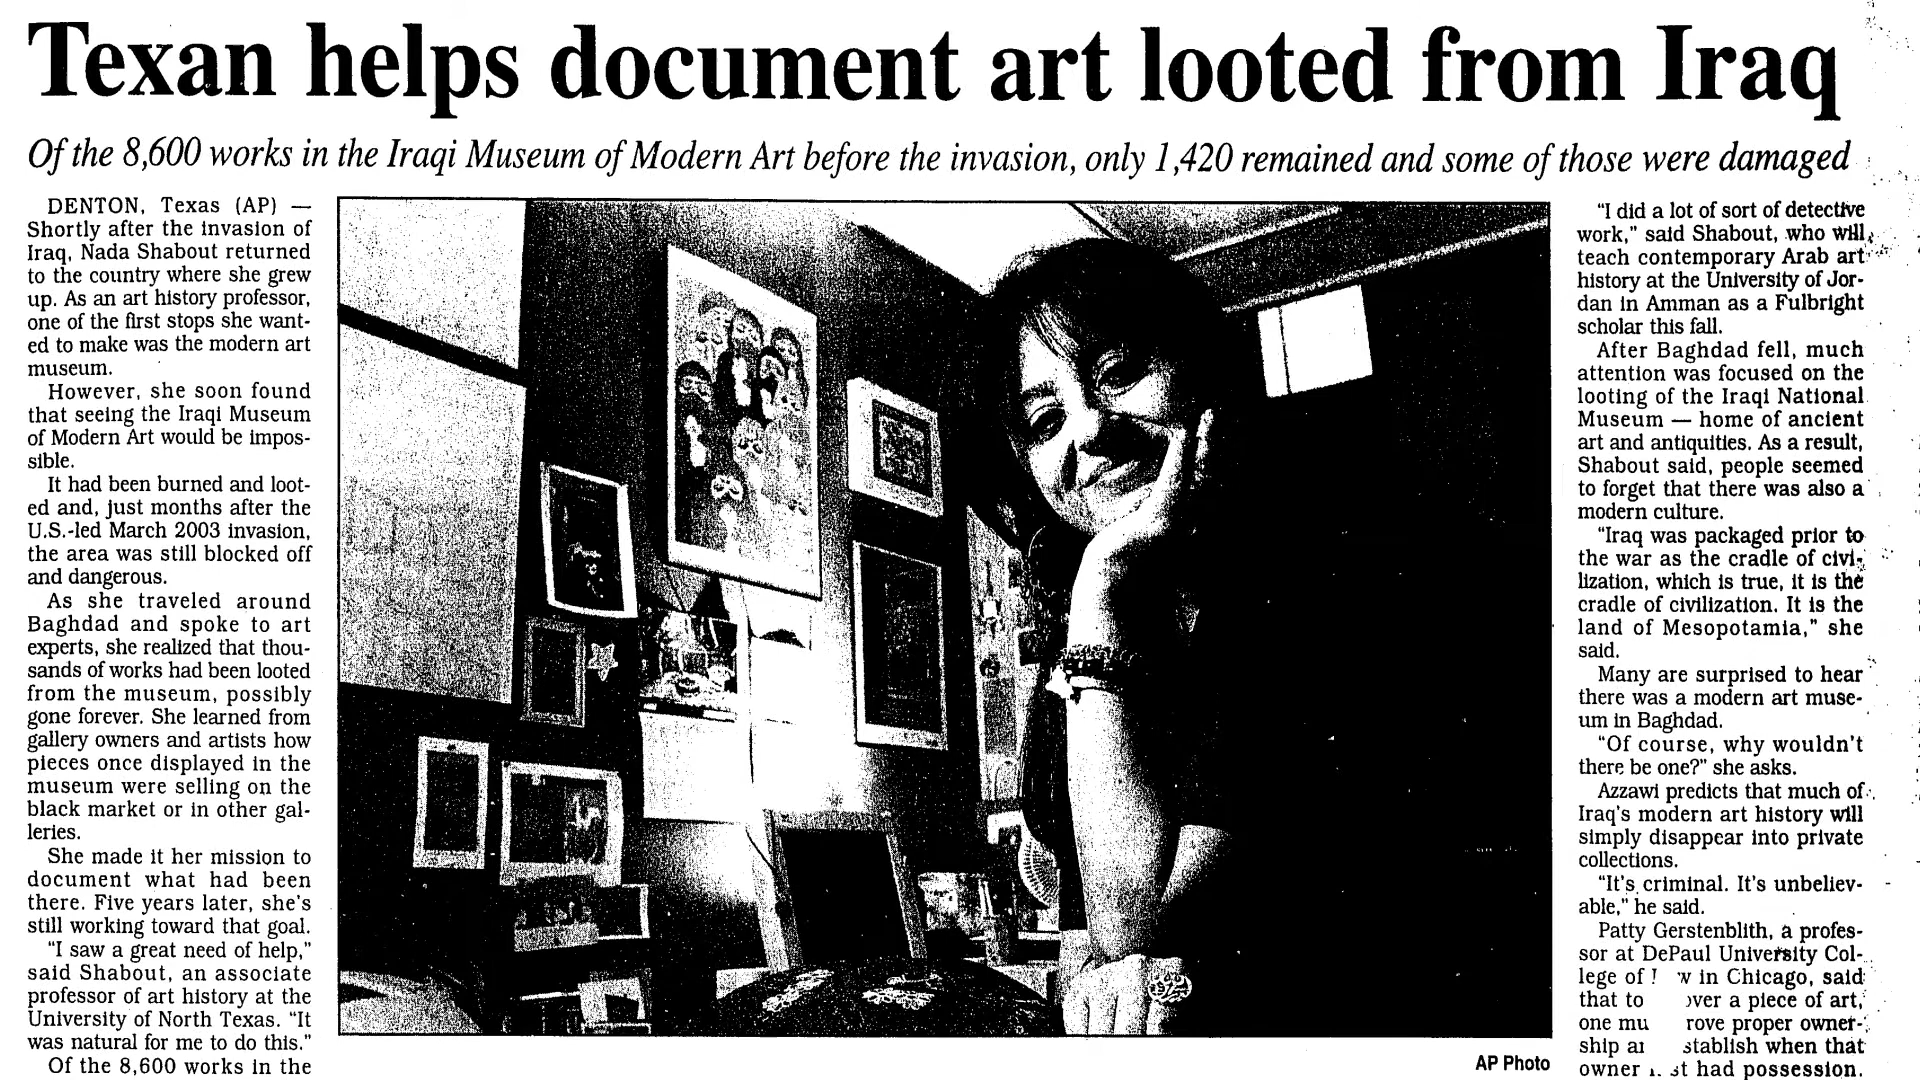 Texan helps document art looted from Iraq
Of the 8,600 works in the Iraqi Museum of Modern Art before the invasion, only 1,420 remained and some of those were damaged
DENTON, Texas (AP) —
Shortly after the invasion of
Iraq, Nada Shabout returned
to the country where she grew
up. As an art history professor,
one of the first stops she want-
ed to make was the modern art
museum.
However, she soon found
that seeing the Iraqi Museum
of Modern Art would be impos-
sible.
It had been burned and loot-
ed and, just months after the
U.S.-led March 2003 invasion,
the area was still blocked off
and dangerous.
As she traveled around
Baghdad and spoke to art
experts, she realized that thou-
sands of works had been looted
from the museum, possibly
gone forever. She learned from
gallery owners and artists how
pieces once displayed in the
museum were selling on the
black market or in other gal-
leries.
She made it her mission to
document what had been
there. Five years later, she's
still working toward that goal.
"I saw a great need of help,"
said Shabout, an associate
professor of art history at the
University of North Texas. "It
was natural for me to do this."
Of the 8,600 works in the
AP Photo
"I did a lot of sort of detective
work," said Shabout, who will
teach contemporary Arab art
history at the University of Jor-
dan in Amman as a Fulbright
scholar this fall.
After Baghdad fell, much
attention was focused on the
looting of the Iraqi National
Museum — home of ancient
art and antiquities. As a result,
Shabout said, people seemed
to forget that there was also a
modern culture.
"Iraq was packaged prior to
the war as the cradle of civi-
lization, which is true, it is the
cradle of civilization. It is the
land of Mesopotamia," she
said.
Many are surprised to hear
there was a modern art muse-
um in Baghdad.
"Of course, why wouldn't
there be one?" she asks.
Azzawi predicts that much of
Iraq's modern art history will
simply disappear into private
collections.
"It's criminal. It's unbeliev-
able," he said.
Patty Gerstenblith, a profes-
sor at DePaul University Col-
lege of in Chicago, said
that to a piece of art,
one proper owner-
ship when that
owner had possession.